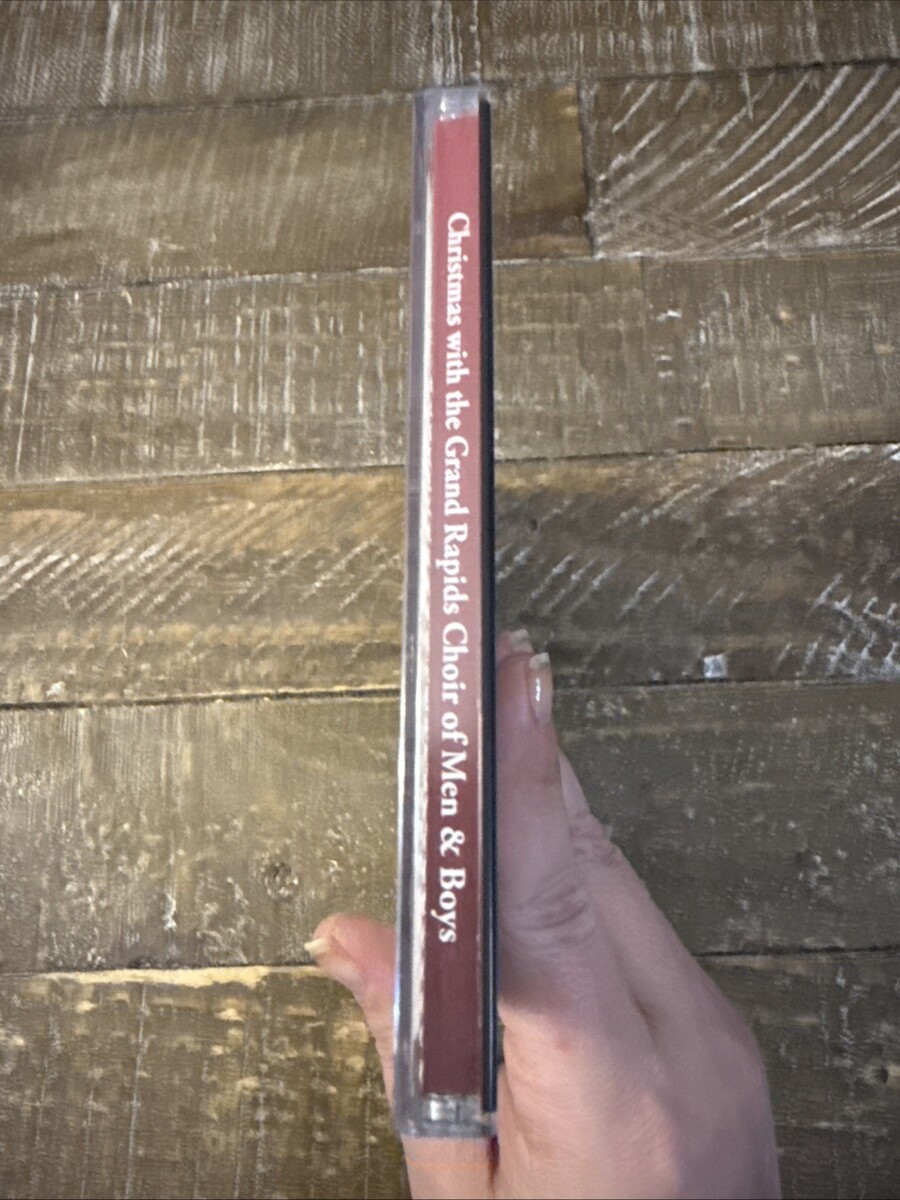 Christmas with the Grand Rapids Choir of Men & Boys